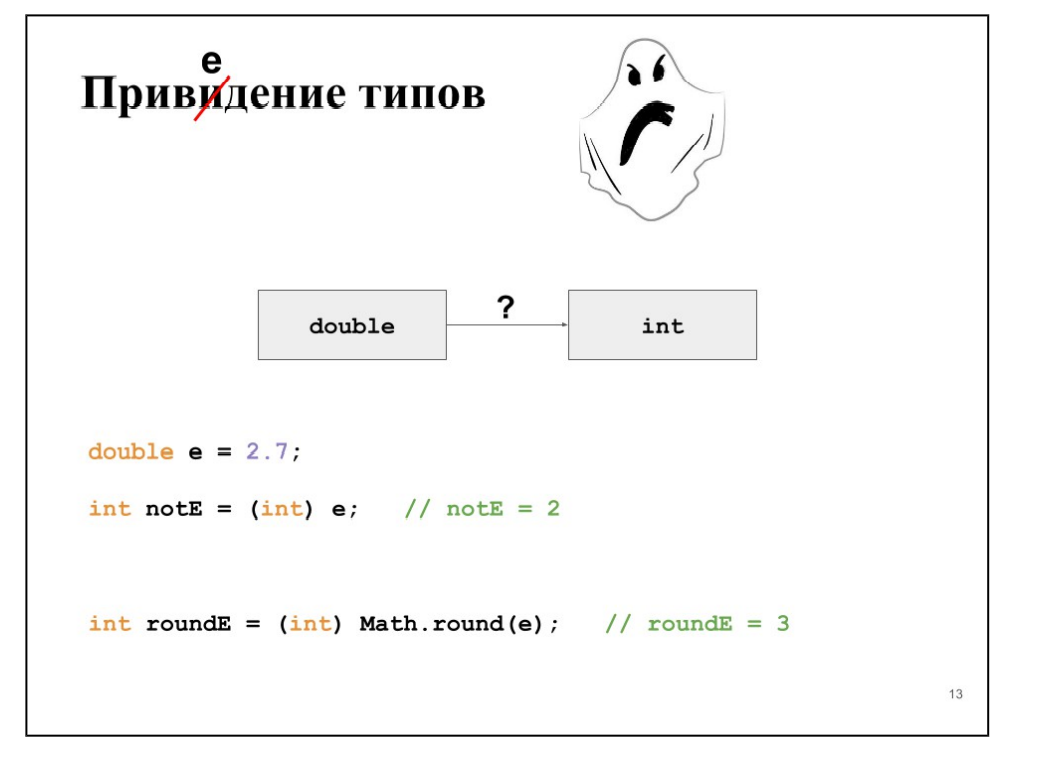 е
Привидение типов
double ? int
double e = 2.7;
int notE = (int) e; // notE = 2
int roundE = (int) Math.round(e); // roundE = 3
13